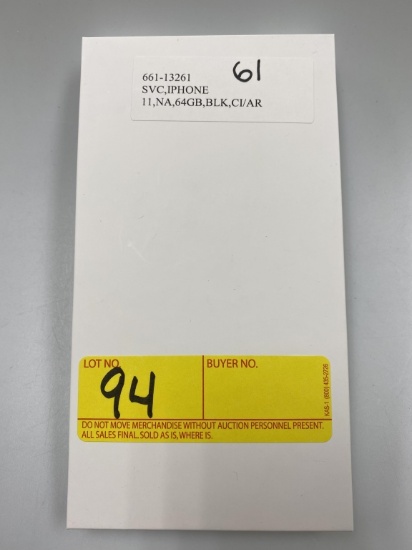 661-13261
61
SVC,IPHONE
11,NA,64GB,BLK,CI/AR
LOT NO.
94
BUYER NO.
DO NOT MOVE MERCHANDISE WITHOUT AUCTION PERSONNEL PRESENT.
ALL SALES FINAL. SOLD AS IS, WHERE IS.